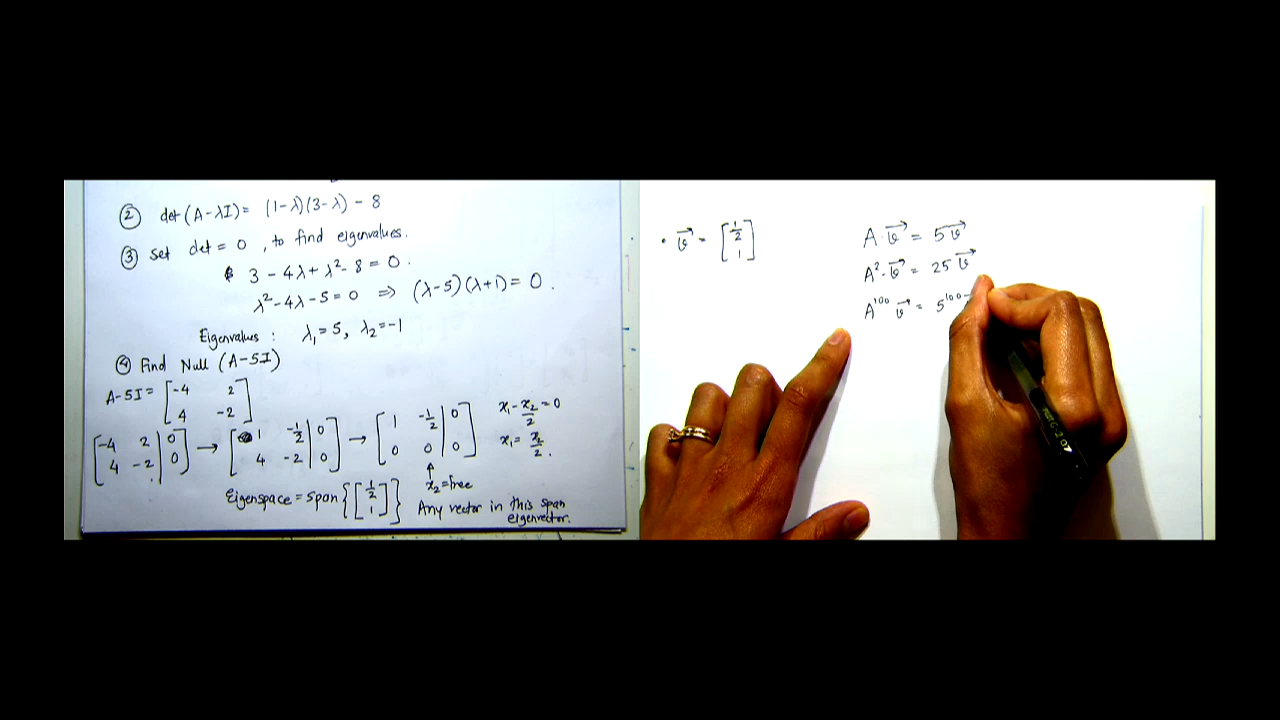 ② det(A-λI)= (1-λ)(3-λ) - 8
③ Set det = 0 , to find eigenvalues.
3 - 4λ + λ² - 8 = 0.
λ² - 4λ - 5 = 0 ⇒ (λ-5)(λ+1) = 0 .
Eigenvalues : λ₁ = 5, λ₂ = -1
④ Find Null (A-5I)
A-5I = [-4 2; 4 -2]
[-4 2 | 0; 4 -2 | 0] → [1 -1/2 | 0; 4 -2 | 0] → [1 -1/2 | 0; 0 0 | 0] x₁ - x₂/2 = 0
x₁ = x₂/2 .
↑
x₂ = free
Eigenspace = span {[1/2; 1]} Any vector in this span
eigenvector.
• v⃗ = [1/2; 1]
A·v⃗ = 5v⃗
A²·v⃗ = 25 v⃗
A¹⁰⁰ v⃗ = 5¹⁰⁰
MS6-207